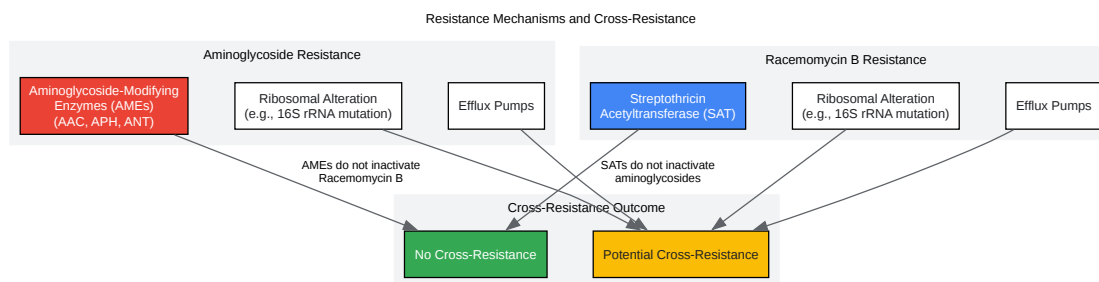 Resistance Mechanisms and Cross-Resistance
Aminoglycoside Resistance
Racemomycin B Resistance
Aminoglycoside-Modifying
Enzymes (AMEs)
(AAC, APH, ANT)
Ribosomal Alteration
(e.g., 16S rRNA mutation)
Efflux Pumps
Streptothricin
Acetyltransferase (SAT)
Ribosomal Alteration
(e.g., 16S rRNA mutation)
Efflux Pumps
AMEs do not inactivate
Racemomycin B
SATs do not inactivate
aminoglycosides
Cross-Resistance Outcome
No Cross-Resistance
Potential Cross-Resistance